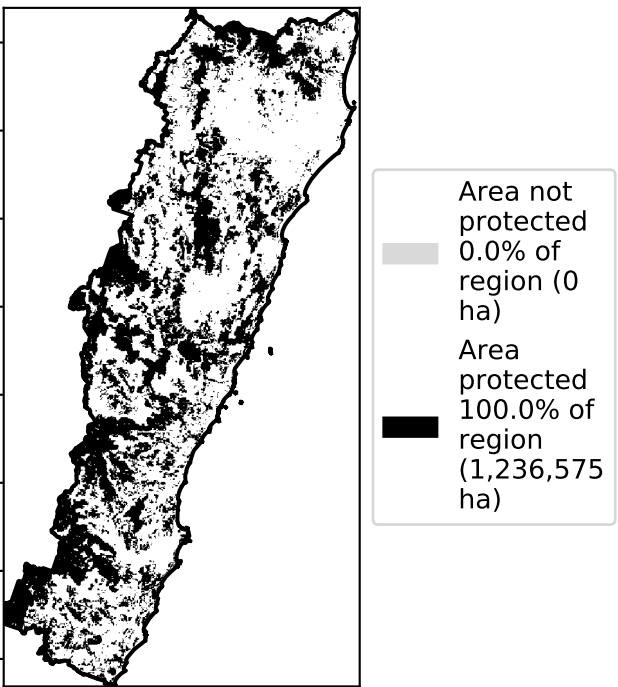 Area not
protected
0.0% of
region (0
ha)
Area
protected
100.0% of
region
(1,236,575
ha)